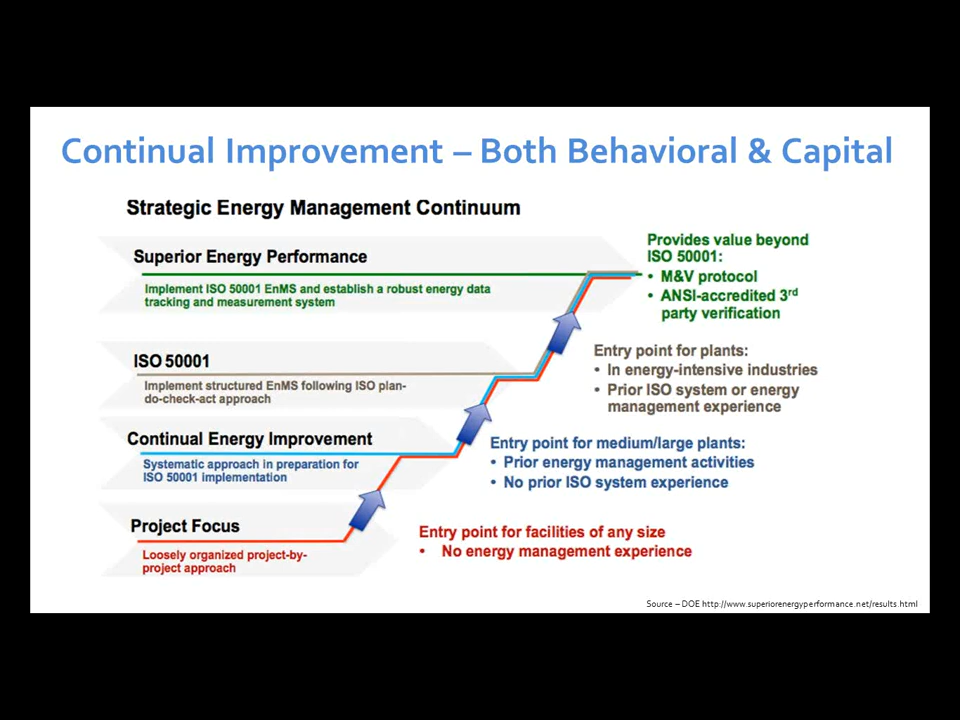 Continual Improvement – Both Behavioral & Capital
Strategic Energy Management Continuum
Superior Energy Performance
Implement ISO 50001 EnMS and establish a robust energy data
tracking and measurement system
Provides value beyond
ISO 50001:
• M&V protocol
• ANSI-accredited 3rd
party verification
ISO 50001
Implement structured EnMS following ISO plan-
do-check-act approach
Entry point for plants:
• In energy-intensive industries
• Prior ISO system or energy
management experience
Continual Energy Improvement
Systematic approach in preparation for
ISO 50001 implementation
Entry point for medium/large plants:
• Prior energy management activities
• No prior ISO system experience
Project Focus
Loosely organized project-by-
project approach
Entry point for facilities of any size
• No energy management experience
Source – DOE http://www.superiorenergyperformance.net/results.html